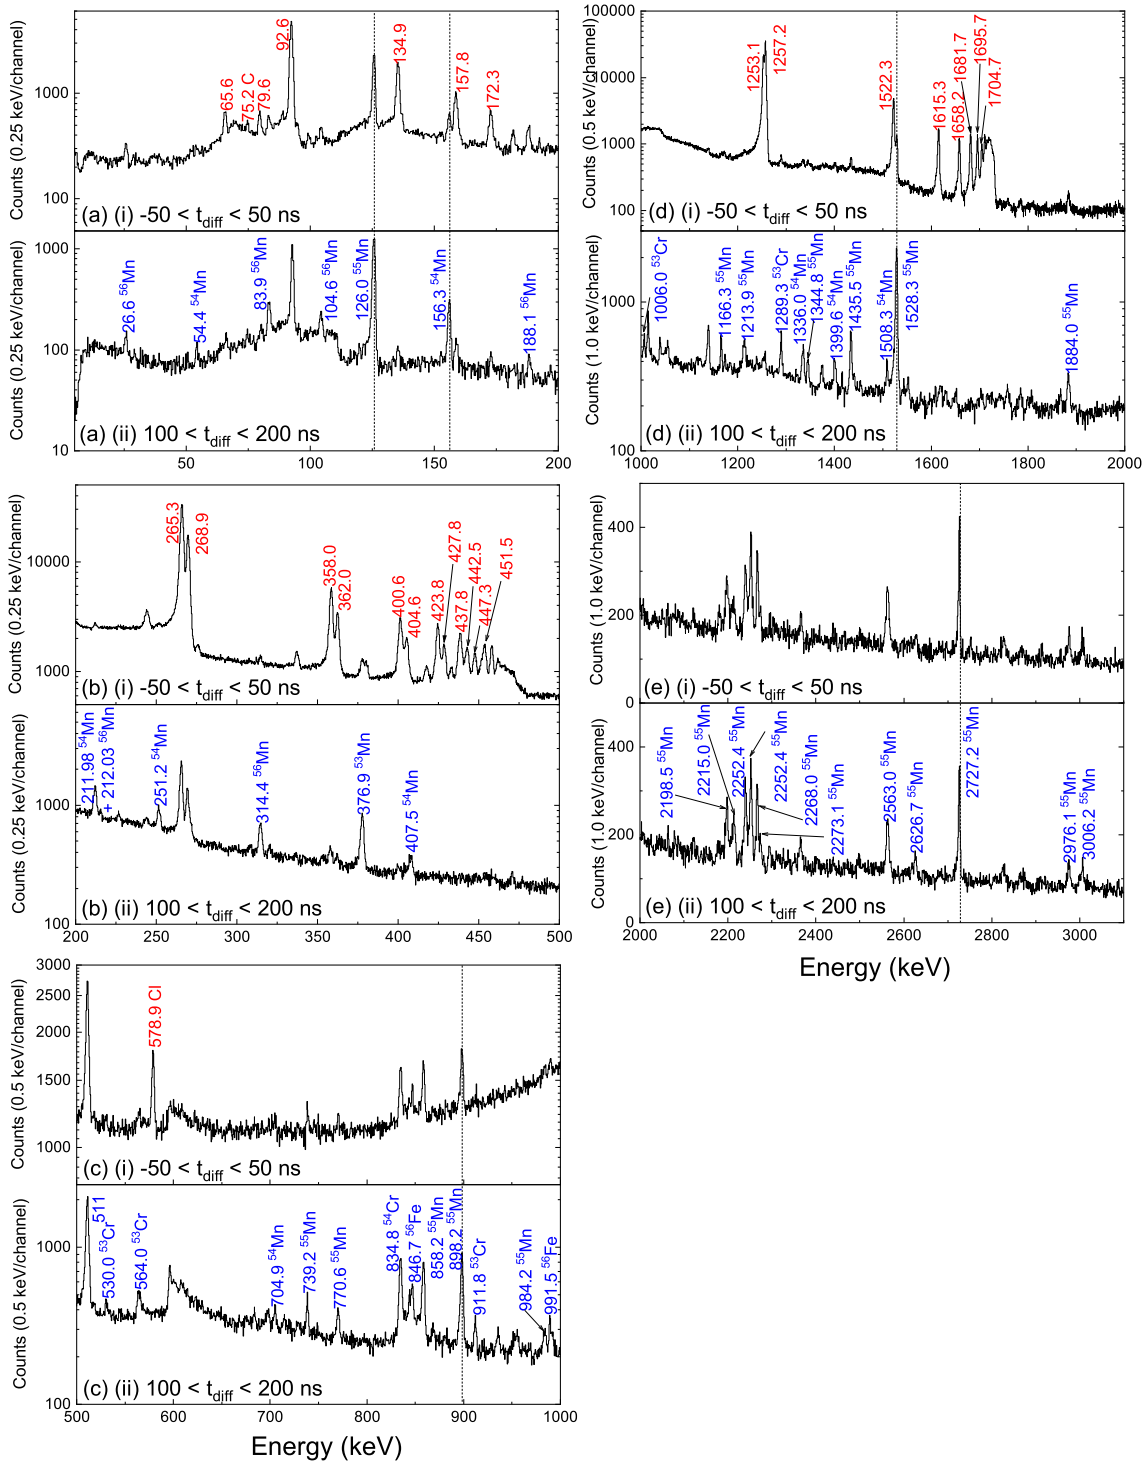 Counts (0.25 keV/channel)
1000
100
65.6
75.2 C
79.6
92.6
134.9
157.8
172.3
(a) (i) -50 < tdiff < 50 ns
Counts (0.25 keV/channel)
1000
100
10
26.6 56Mn
54.4 54Mn
83.9 56Mn
104.6 56Mn
126.0 55Mn
156.3 54Mn
188.1 56Mn
(a) (ii) 100 < tdiff < 200 ns
50
100
150
200
Counts (0.25 keV/channel)
10000
1000
265.3
268.9
358.0
362.0
400.6
404.6
423.8
427.8
437.8
442.5
447.3
451.5
(b) (i) -50 < tdiff < 50 ns
Counts (0.25 keV/channel)
1000
100
211.98 54Mn
+ 212.03 56Mn
251.2 54Mn
314.4 56Mn
376.9 53Mn
407.5 54Mn
(b) (ii) 100 < tdiff < 200 ns
200
250
300
350
400
450
500
Counts (0.5 keV/channel)
3000
2500
2000
1500
1000
578.9 Cl
(c) (i) -50 < tdiff < 50 ns
Counts (0.5 keV/channel)
1000
100
511
530.0 53Cr
564.0 53Cr
704.9 54Mn
739.2 55Mn
770.6 55Mn
834.8 54Cr
846.7 56Fe
858.2 55Mn
898.2 55Mn
911.8 53Cr
984.2 55Mn
991.5 56Fe
(c) (ii) 100 < tdiff < 200 ns
500
600
700
800
900
1000
Energy (keV)
Counts (0.5 keV/channel)
100000
10000
1000
100
1253.1
1257.2
1522.3
1615.3
1658.2
1681.7
1695.7
1704.7
(d) (i) -50 < tdiff < 50 ns
Counts (1.0 keV/channel)
1000
100
1006.0 53Cr
1166.3 55Mn
1213.9 55Mn
1289.3 53Cr
1336.0 54Mn
1344.8 55Mn
1399.6 54Mn
1435.5 55Mn
1508.3 54Mn
1528.3 55Mn
1884.0 55Mn
(d) (ii) 100 < tdiff < 200 ns
1000
1200
1400
1600
1800
2000
Counts (1.0 keV/channel)
400
200
0
(e) (i) -50 < tdiff < 50 ns
Counts (1.0 keV/channel)
400
200
0
2198.5 55Mn
2215.0 55Mn
2252.4 55Mn
2252.4 55Mn
2268.0 55Mn
2273.1 55Mn
2563.0 55Mn
2626.7 55Mn
2727.2 55Mn
2976.1 55Mn
3006.2 55Mn
(e) (ii) 100 < tdiff < 200 ns
2000
2200
2400
2600
2800
3000
Energy (keV)